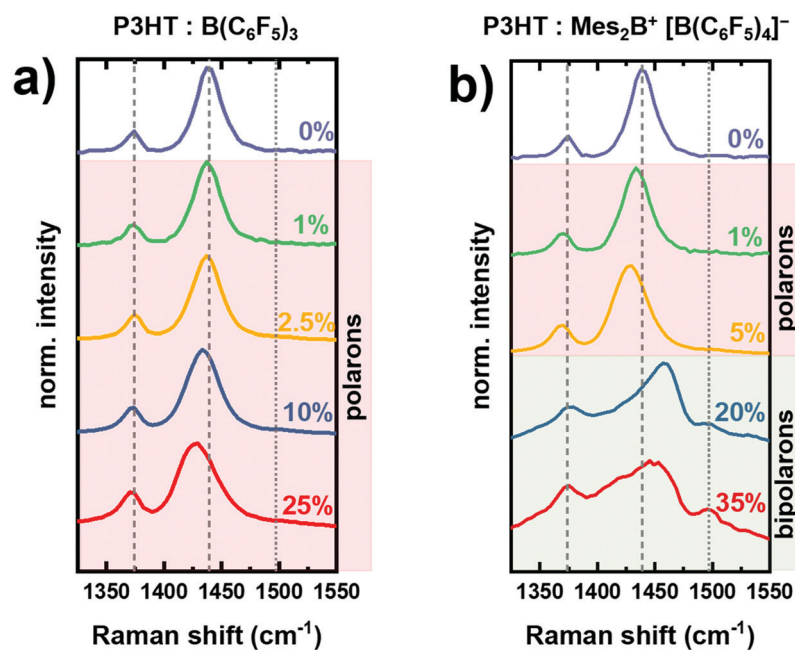 P3HT : B(C₆F₅)₃
P3HT : Mes₂B⁺ [B(C₆F₅)₄]⁻
a)
0%
1%
2.5%
10%
25%
norm. intensity
polarons
1350 1400 1450 1500 1550
Raman shift (cm⁻¹)
b)
0%
1%
5%
20%
35%
norm. intensity
polarons
bipolarons
1350 1400 1450 1500 1550
Raman shift (cm⁻¹)